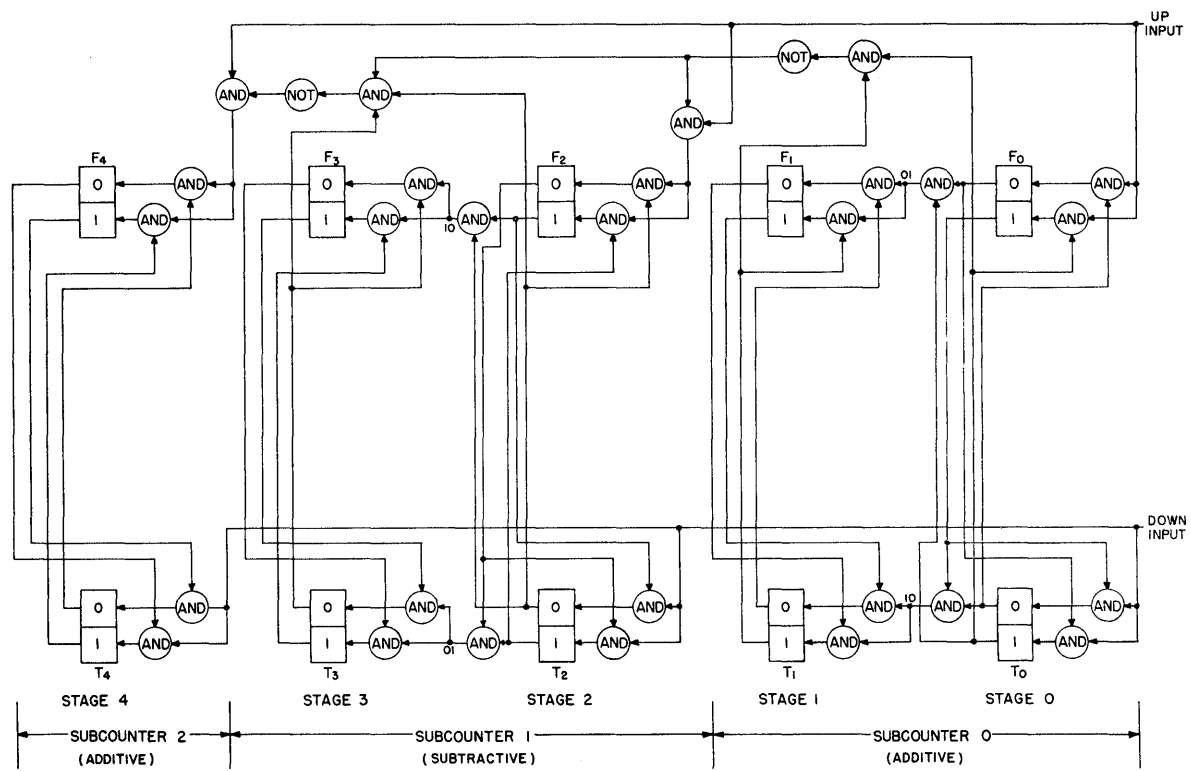 UP
INPUT
NOT AND
AND NOT AND
AND
F4 F3 F2 F1 F0
0 AND 0 AND 0 AND 0 AND 01 AND 0 AND
1 AND 1 AND 10 AND 1 AND 1 AND 1 AND
DOWN
INPUT
0 AND 0 AND 0 AND 0 AND 10 AND 0 AND
1 AND 1 AND 01 AND 1 AND 1 AND 1 AND
T4 T3 T2 T1 T0
STAGE 4 STAGE 3 STAGE 2 STAGE 1 STAGE 0
SUBCOUNTER 2 SUBCOUNTER 1 SUBCOUNTER 0
(ADDITIVE) (SUBTRACTIVE) (ADDITIVE)